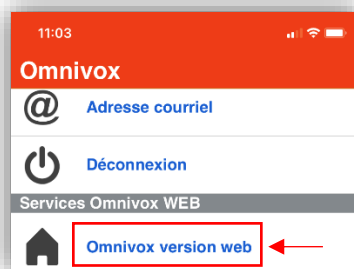 11:03
Omnivox
@ Adresse courriel
Déconnexion
Services Omnivox WEB
Omnivox version web